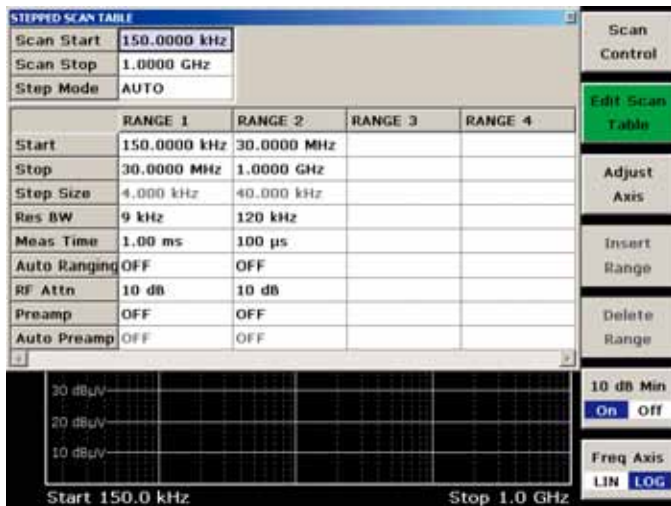 STEPPED SCAN TABLE
Scan Start 150.0000 kHz
Scan Stop 1.0000 GHz
Step Mode AUTO
RANGE 1 RANGE 2 RANGE 3 RANGE 4
Start 150.0000 kHz 30.0000 MHz
Stop 30.0000 MHz 1.0000 GHz
Step Size 4.000 kHz 40.000 kHz
Res BW 9 kHz 120 kHz
Meas Time 1.00 ms 100 µs
Auto Ranging OFF OFF
RF Attn 10 dB 10 dB
Preamp OFF OFF
Auto Preamp OFF OFF
30 dBµV
20 dBµV
10 dBµV
Start 150.0 kHz Stop 1.0 GHz
Scan
Control
Edit Scan
Table
Adjust
Axis
Insert
Range
Delete
Range
10 dB Min
On Off
Freq Axis
LIN LOG